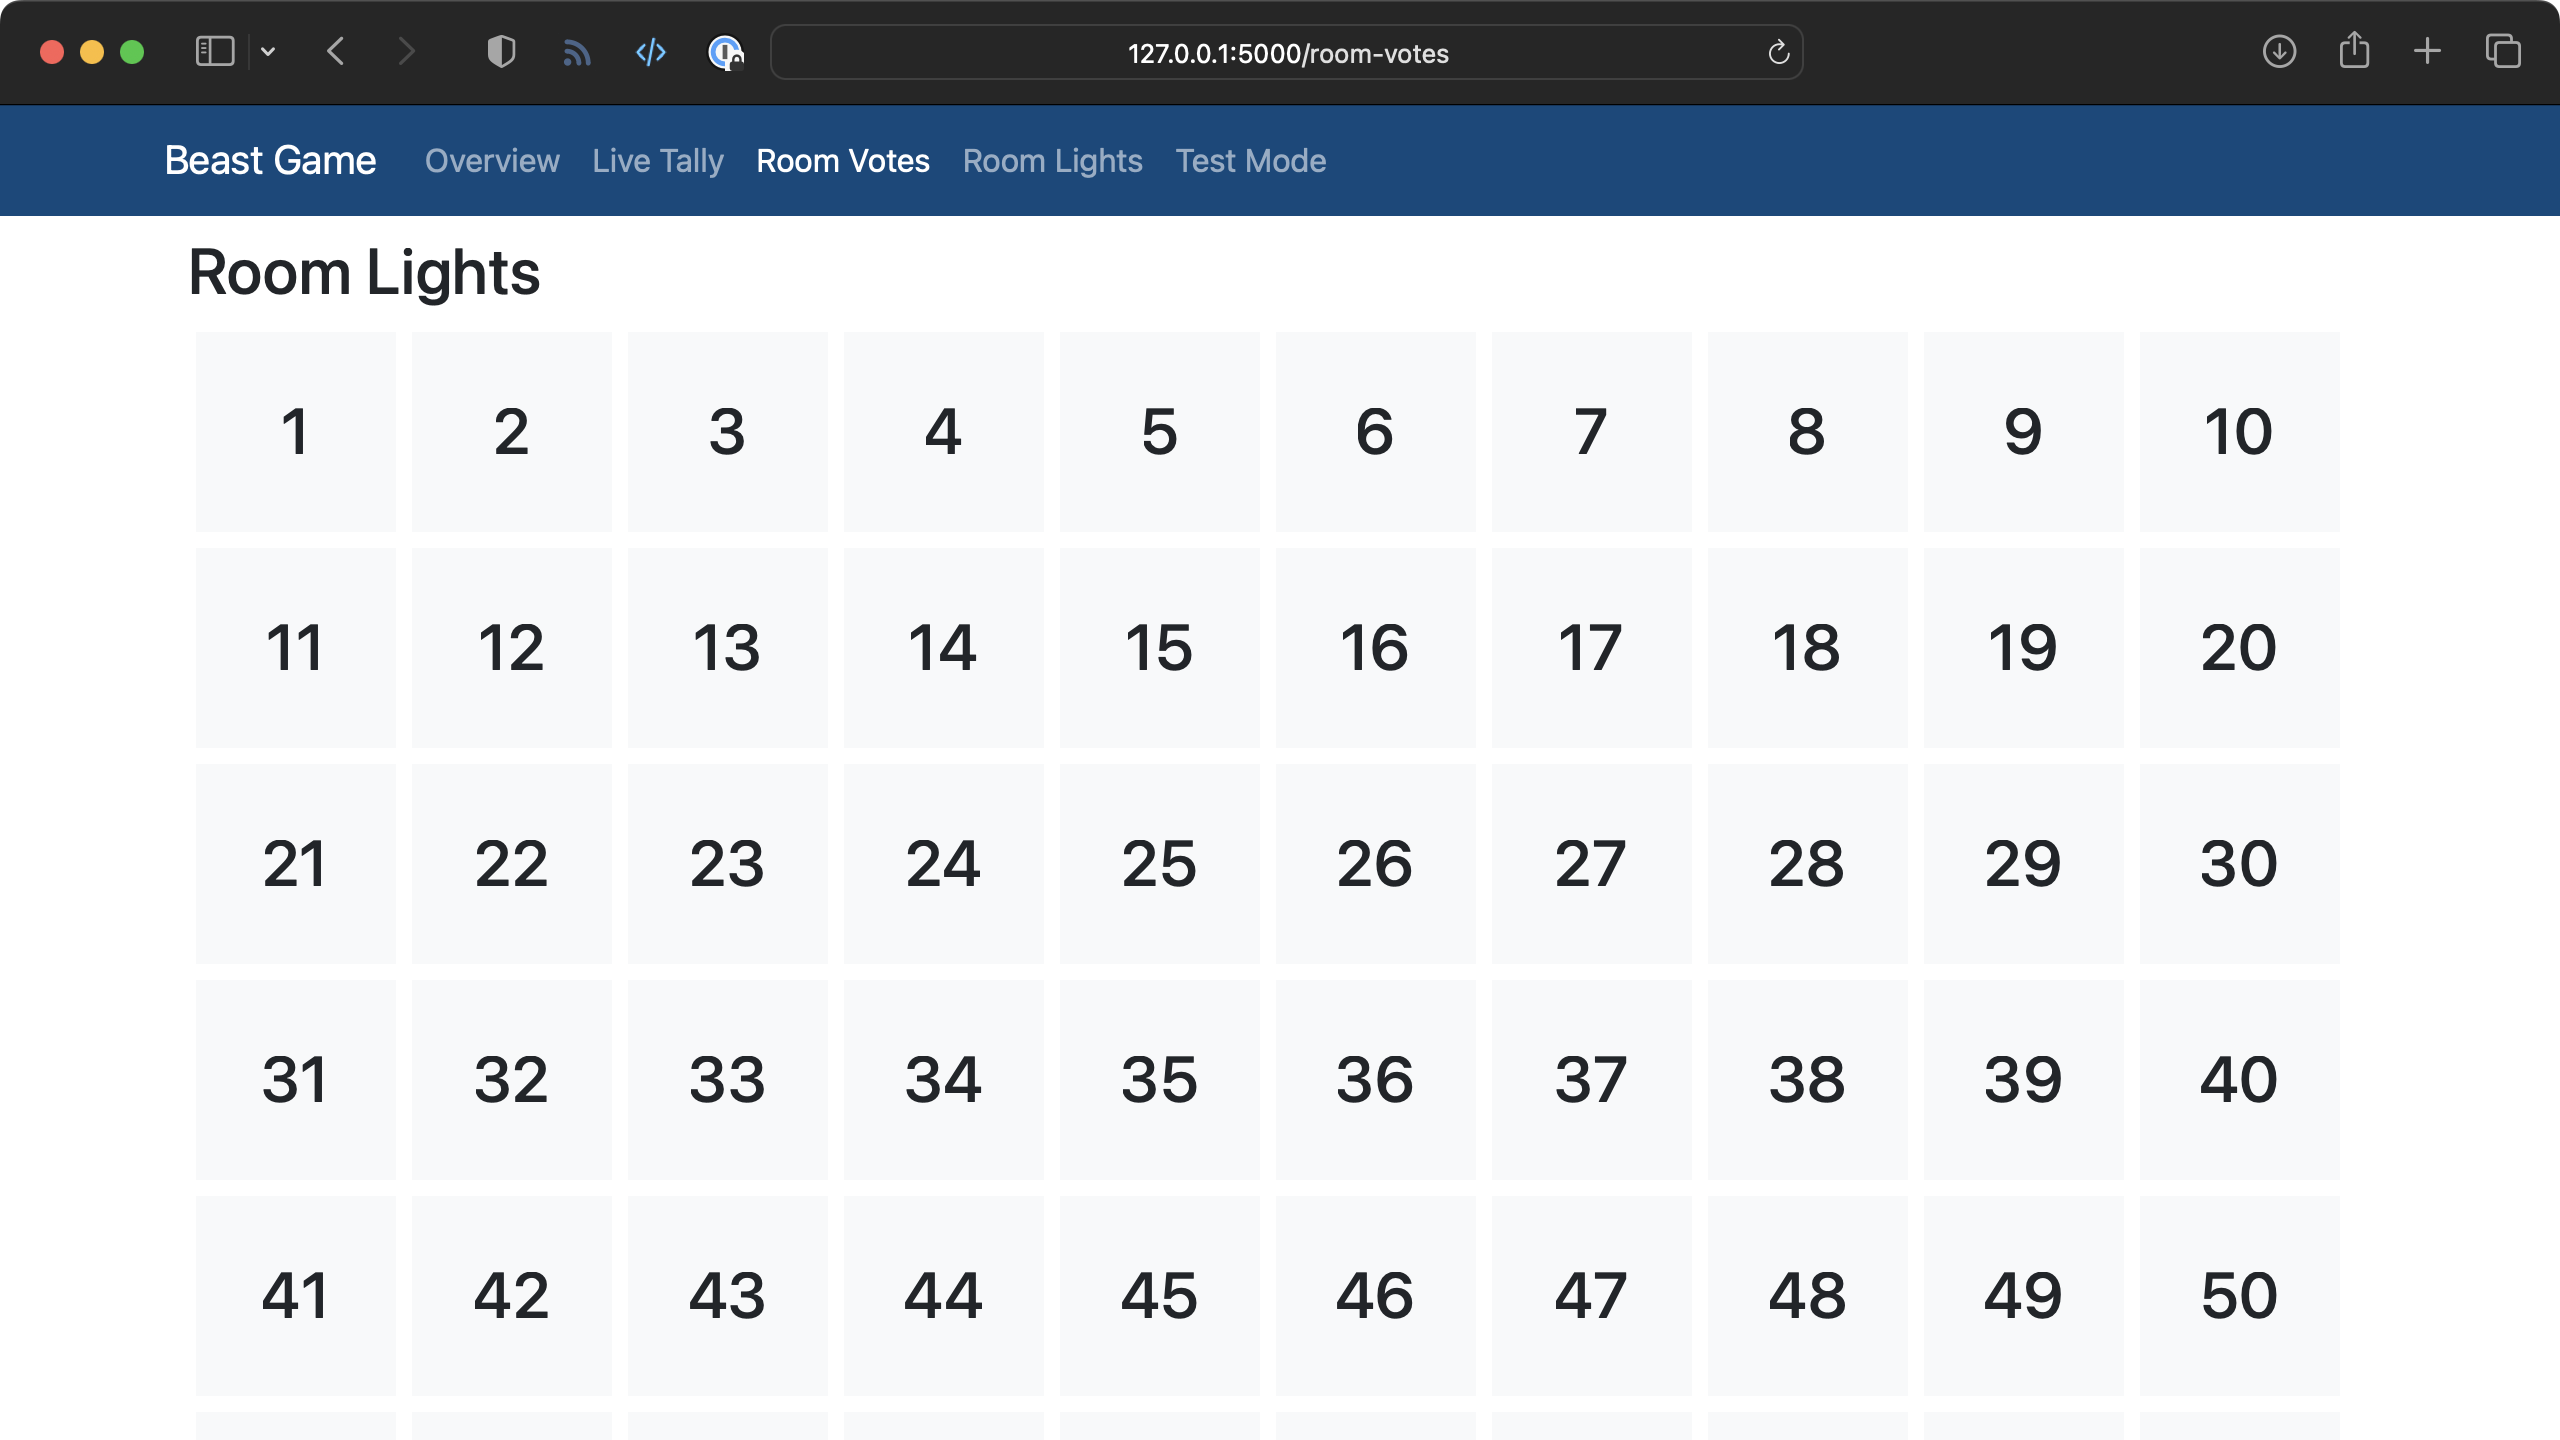 127.0.0.1:5000/room-votes
Beast Game Overview Live Tally Room Votes Room Lights Test Mode
Room Lights
1 2 3 4 5 6 7 8 9 10
11 12 13 14 15 16 17 18 19 20
21 22 23 24 25 26 27 28 29 30
31 32 33 34 35 36 37 38 39 40
41 42 43 44 45 46 47 48 49 50